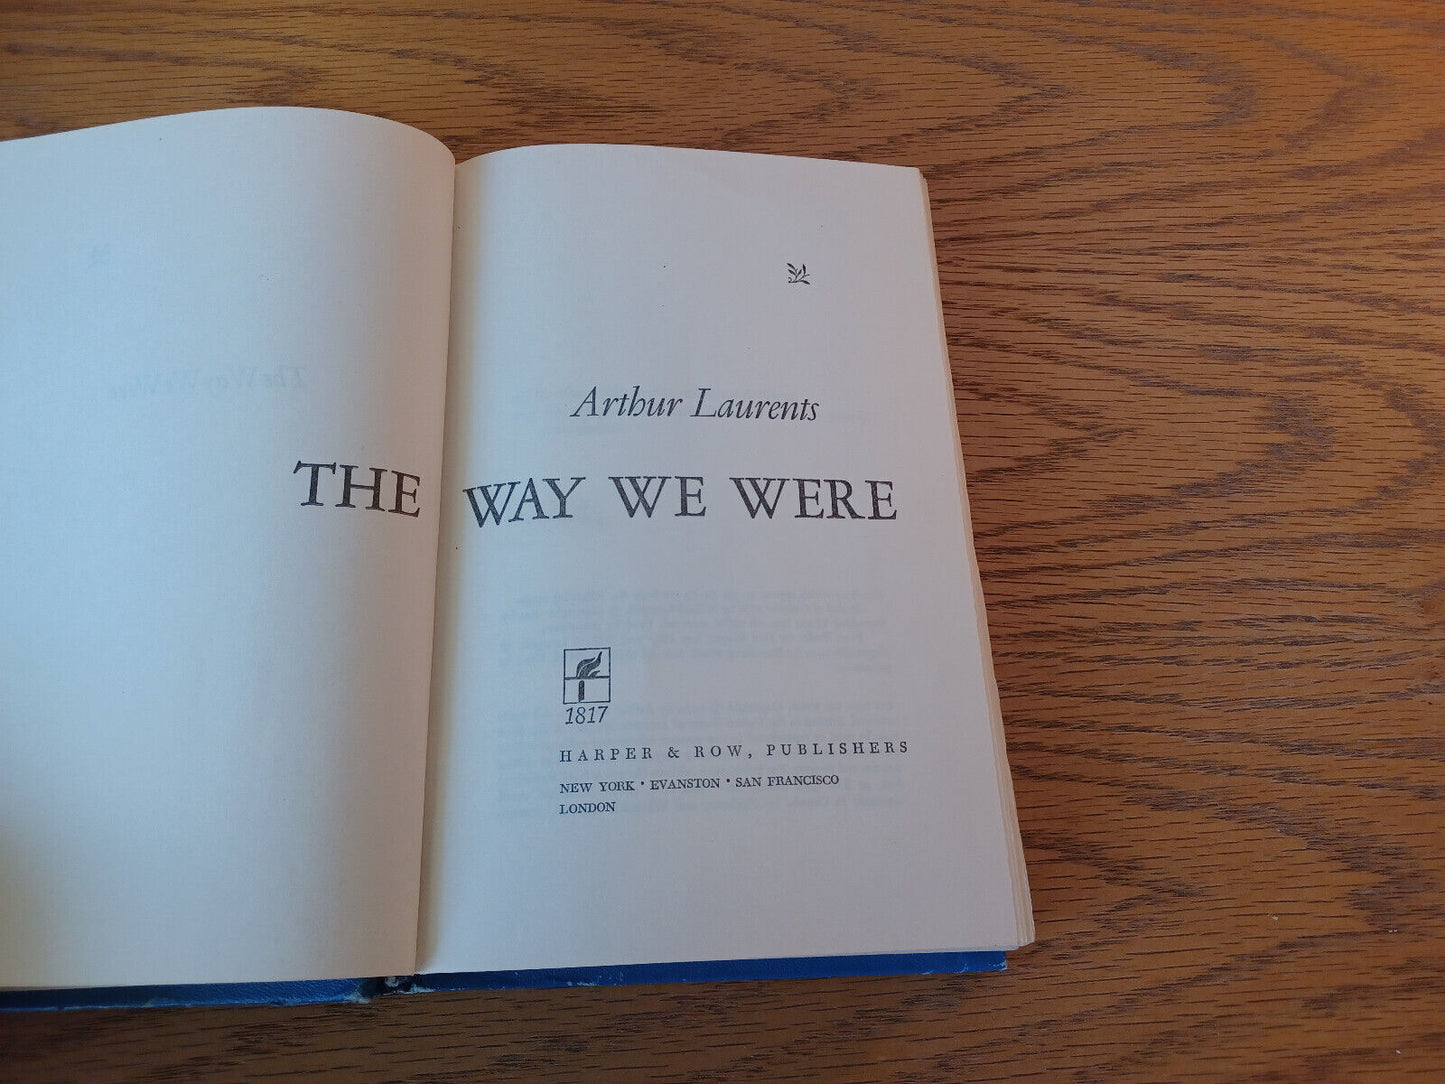 Arthur Laurents
THE WAY WE WERE
1817
HARPER & ROW, PUBLISHERS
NEW YORK • EVANSTON • SAN FRANCISCO
LONDON